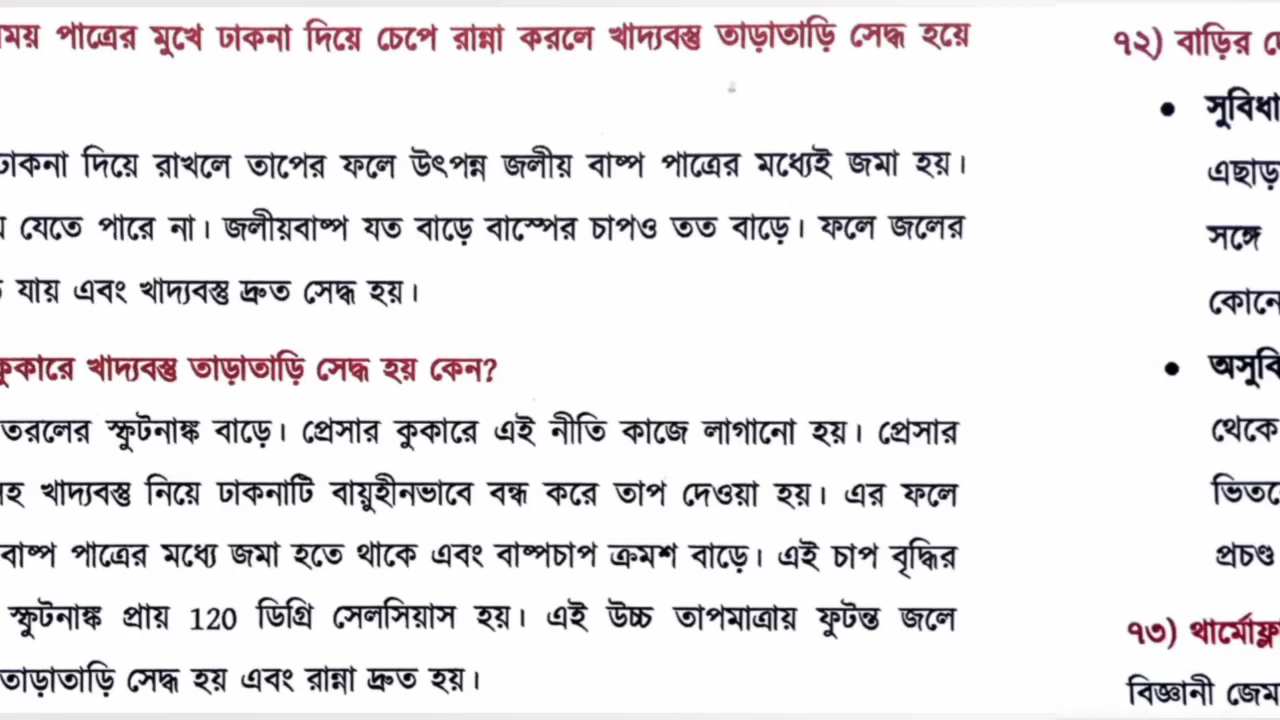 ময় পাত্রের মুখে ঢাকনা দিয়ে চেপে রান্না করলে খাদ্যবস্তু তাড়াতাড়ি সেদ্ধ হয়ে
ঢাকনা দিয়ে রাখলে তাপের ফলে উৎপন্ন জলীয় বাষ্প পাত্রের মধ্যেই জমা হয়।
যেতে পারে না। জলীয়বাষ্প যত বাড়ে বাস্পের চাপও তত বাড়ে। ফলে জলের
যায় এবং খাদ্যবস্তু দ্রুত সেদ্ধ হয়।
কুকারে খাদ্যবস্তু তাড়াতাড়ি সেদ্ধ হয় কেন?
তরলের স্ফুটনাঙ্ক বাড়ে। প্রেসার কুকারে এই নীতি কাজে লাগানো হয়। প্রেসার
হ খাদ্যবস্তু নিয়ে ঢাকনাটি বায়ুহীনভাবে বন্ধ করে তাপ দেওয়া হয়। এর ফলে
বাষ্প পাত্রের মধ্যে জমা হতে থাকে এবং বাষ্পচাপ ক্রমশ বাড়ে। এই চাপ বৃদ্ধির
স্ফুটনাঙ্ক প্রায় 120 ডিগ্রি সেলসিয়াস হয়। এই উচ্চ তাপমাত্রায় ফুটন্ত জলে
তাড়াতাড়ি সেদ্ধ হয় এবং রান্না দ্রুত হয়।
৭২) বাড়ির
• সুবিধা
এছাড়
সঙ্গে
কোনে
• অসুবি
থেকে
ভিতরে
প্রচণ্ড
৭৩) থার্মোফ্ল
বিজ্ঞানী জেম